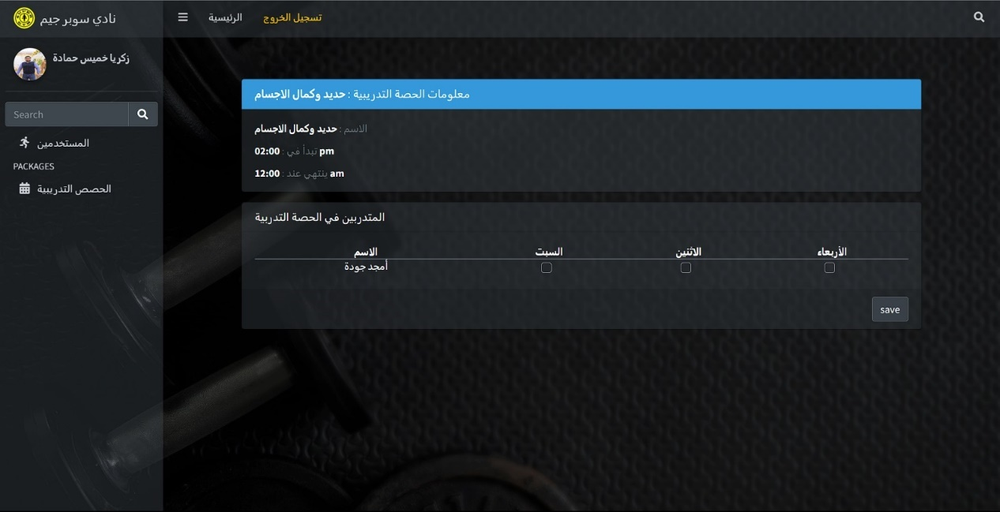 نادي سوبر جيم
الرئيسية
تسجيل الخروج
زكريا خميس حمادة
Search
المستخدمين
PACKAGES
الحصص التدريبية
معلومات الحصة التدريبية : حديد وكمال الاجسام
الاسم : حديد وكمال الاجسام
02:00 : تبدأ في pm
12:00 : ينتهي عند am
المتدربين في الحصة التدربية
الاسم السبت الاثنين الأربعاء
أمجد جودة
save